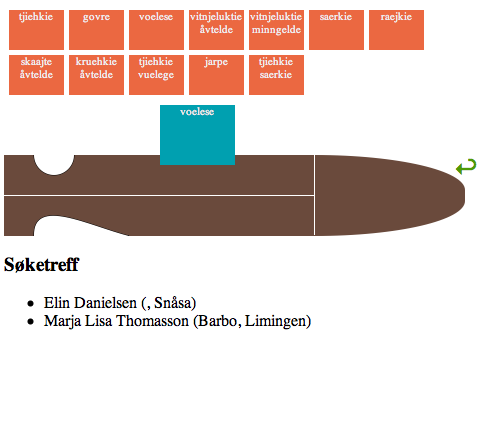 tjiehkie govre voelese vitnjeluktie vitnjeluktie saerkie raejkie
åvtelde minngelde
skaajte kruehkie tjiehkie jarpe tjiehkie
åvtelde åvtelde vuelege saerkie
voelese
Søketreff
Elin Danielsen (, Snåsa)
Marja Lisa Thomasson (Barbo, Limingen)